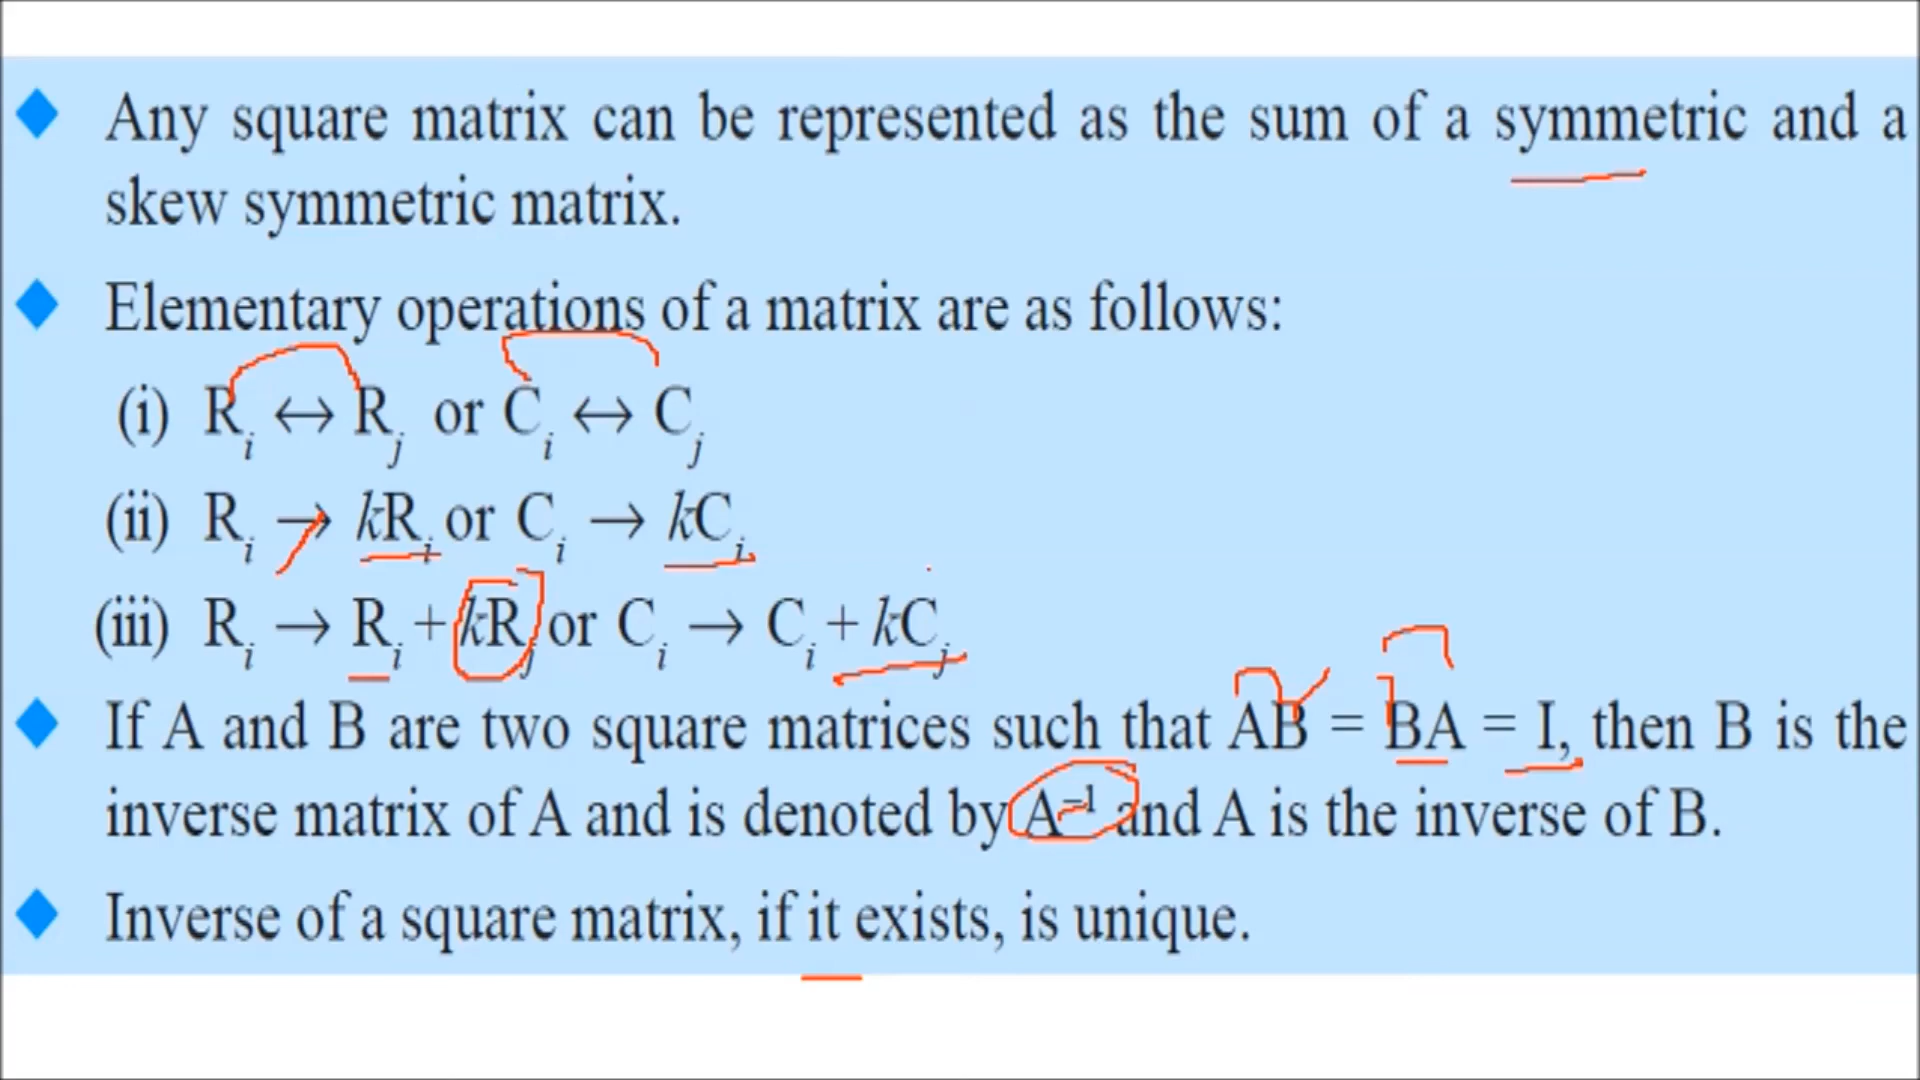 Any square matrix can be represented as the sum of a symmetric and a
skew symmetric matrix.
Elementary operations of a matrix are as follows:
(i) Rᵢ ↔ Rⱼ or Cᵢ ↔ Cⱼ
(ii) Rᵢ → kRᵢ or Cᵢ → kCᵢ
(iii) Rᵢ → Rᵢ + kRⱼ or Cᵢ → Cᵢ + kCⱼ
If A and B are two square matrices such that AB = BA = I, then B is the
inverse matrix of A and is denoted by A⁻¹ and A is the inverse of B.
Inverse of a square matrix, if it exists, is unique.